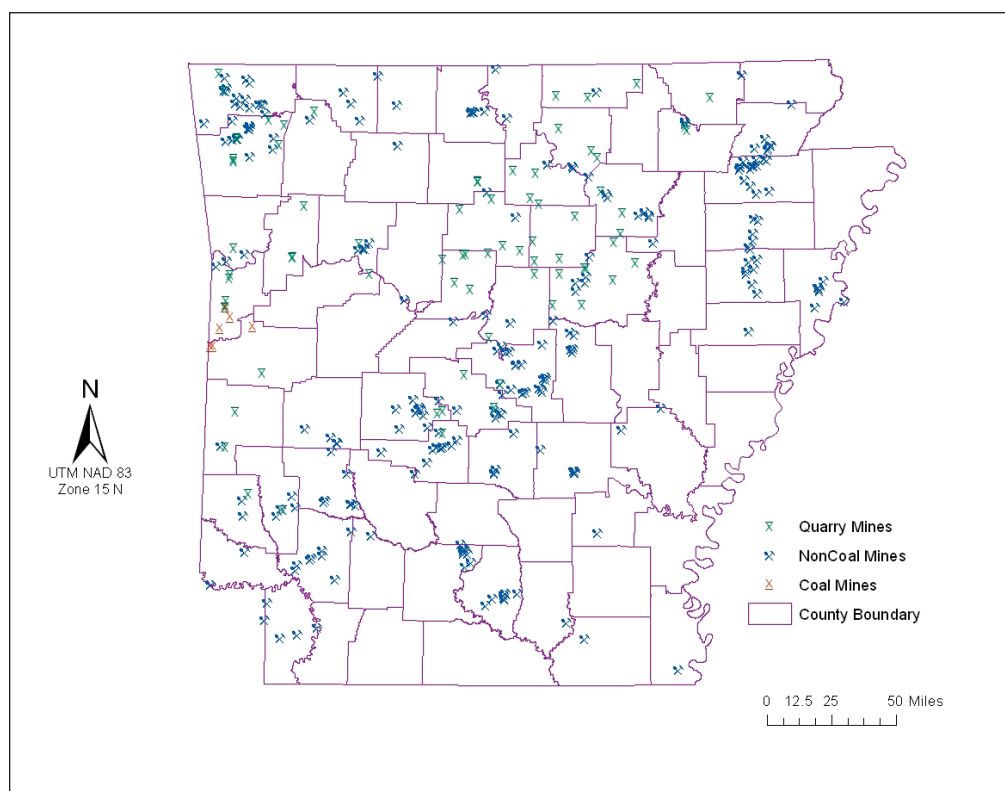 N
UTM NAD 83
Zone 15 N
Quarry Mines
NonCoal Mines
Coal Mines
County Boundary
0 12.5 25 50 Miles